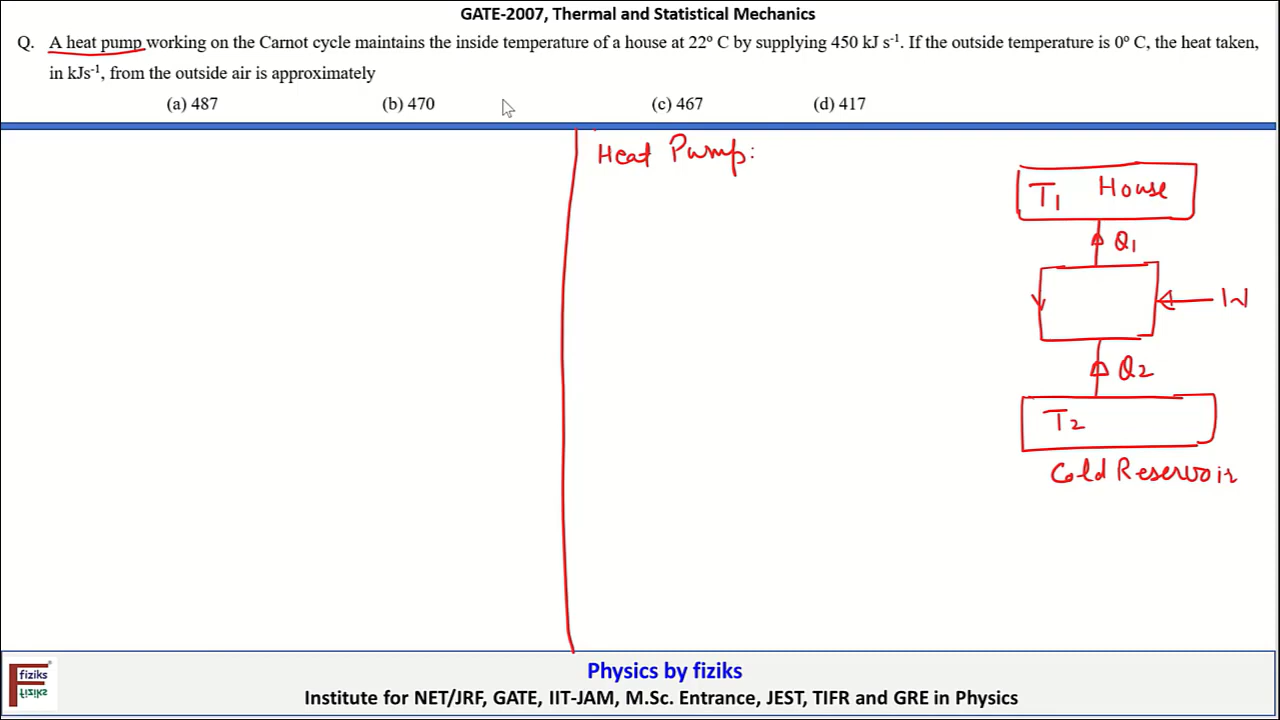 GATE-2007, Thermal and Statistical Mechanics
Q. A heat pump working on the Carnot cycle maintains the inside temperature of a house at 22º C by supplying 450 kJ s⁻¹. If the outside temperature is 0º C, the heat taken,
in kJs⁻¹, from the outside air is approximately
(a) 487 (b) 470 (c) 467 (d) 417
Heat Pump:
T₁ House
Q₁
W
Q₂
T₂
Cold Reservoir
fiziks
fiziks
Physics by fiziks
Institute for NET/JRF, GATE, IIT-JAM, M.Sc. Entrance, JEST, TIFR and GRE in Physics